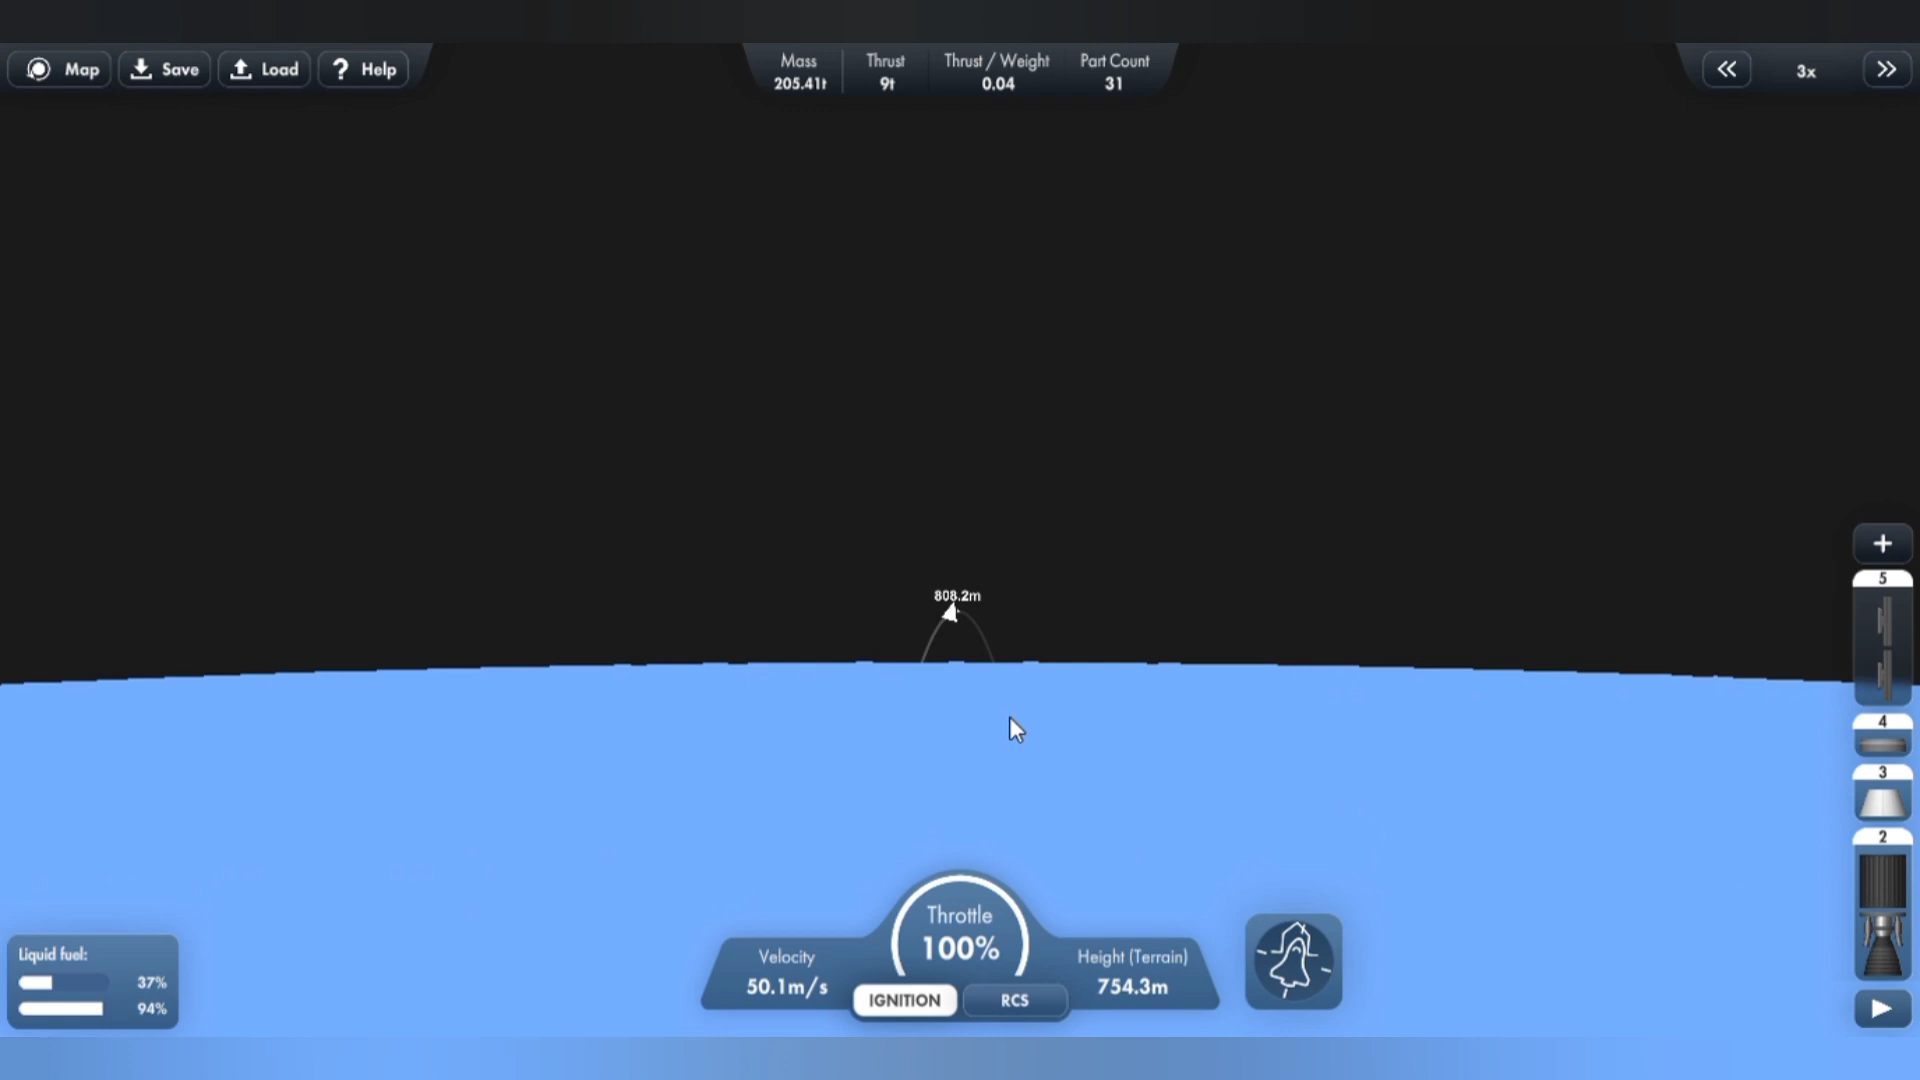 Map
Save
Load
? Help
Mass
205.41t
Thrust
9t
Thrust / Weight
0.04
Part Count
31
3x
808.2m
5
4
3
2
Liquid fuel:
37%
94%
Throttle
100%
Velocity
50.1m/s
Height (Terrain)
754.3m
IGNITION
RCS